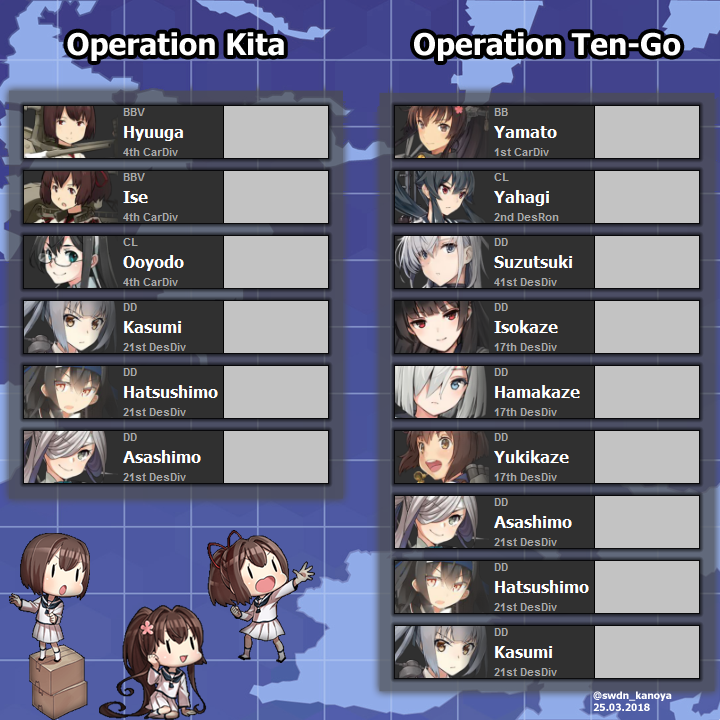 Operation Kita
BBV
Hyuuga
4th CarDiv
BBV
Ise
4th CarDiv
CL
Ooyodo
4th CarDiv
DD
Kasumi
21st DesDiv
DD
Hatsushimo
21st DesDiv
DD
Asashimo
21st DesDiv
Operation Ten-Go
BB
Yamato
1st CarDiv
CL
Yahagi
2nd DesRon
DD
Suzutsuki
41st DesDiv
DD
Isokaze
17th DesDiv
DD
Hamakaze
17th DesDiv
DD
Yukikaze
17th DesDiv
DD
Asashimo
21st DesDiv
DD
Hatsushimo
21st DesDiv
DD
Kasumi
21st DesDiv
@swdn_kanoya
25.03.2018